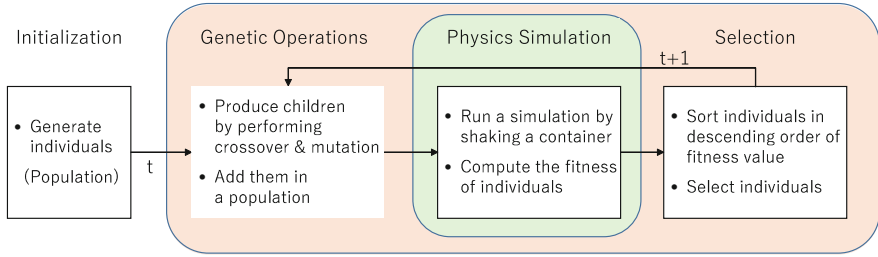 Initialization
• Generate
individuals
(Population)
t
Genetic Operations
• Produce children
by performing
crossover & mutation
• Add them in
a population
Physics Simulation
• Run a simulation by
shaking a container
• Compute the fitness
of individuals
Selection
t+1
• Sort individuals in
descending order of
fitness value
• Select individuals